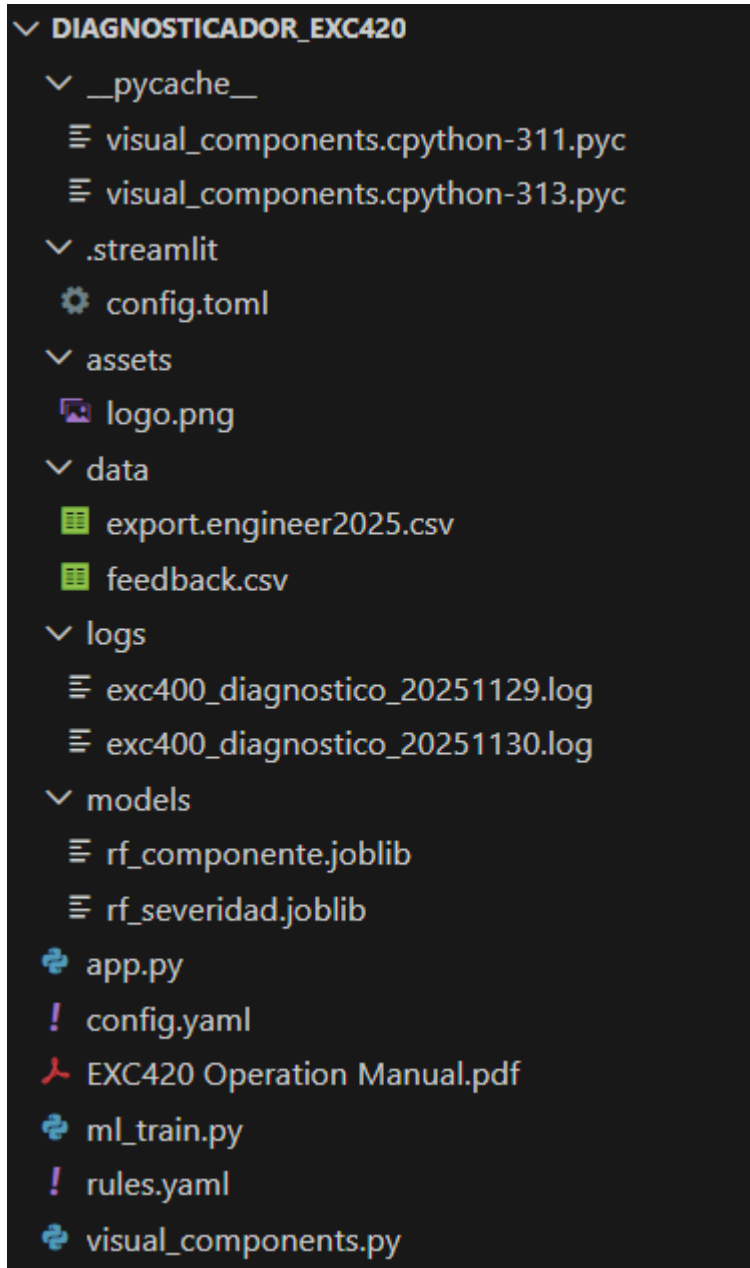 DIAGNOSTICADOR_EXC420
__pycache__
visual_components.cpython-311.pyc
visual_components.cpython-313.pyc
.streamlit
config.toml
assets
logo.png
data
export.engineer2025.csv
feedback.csv
logs
exc400_diagnostico_20251129.log
exc400_diagnostico_20251130.log
models
rf_componente.joblib
rf_severidad.joblib
app.py
! config.yaml
EXC420 Operation Manual.pdf
ml_train.py
! rules.yaml
visual_components.py